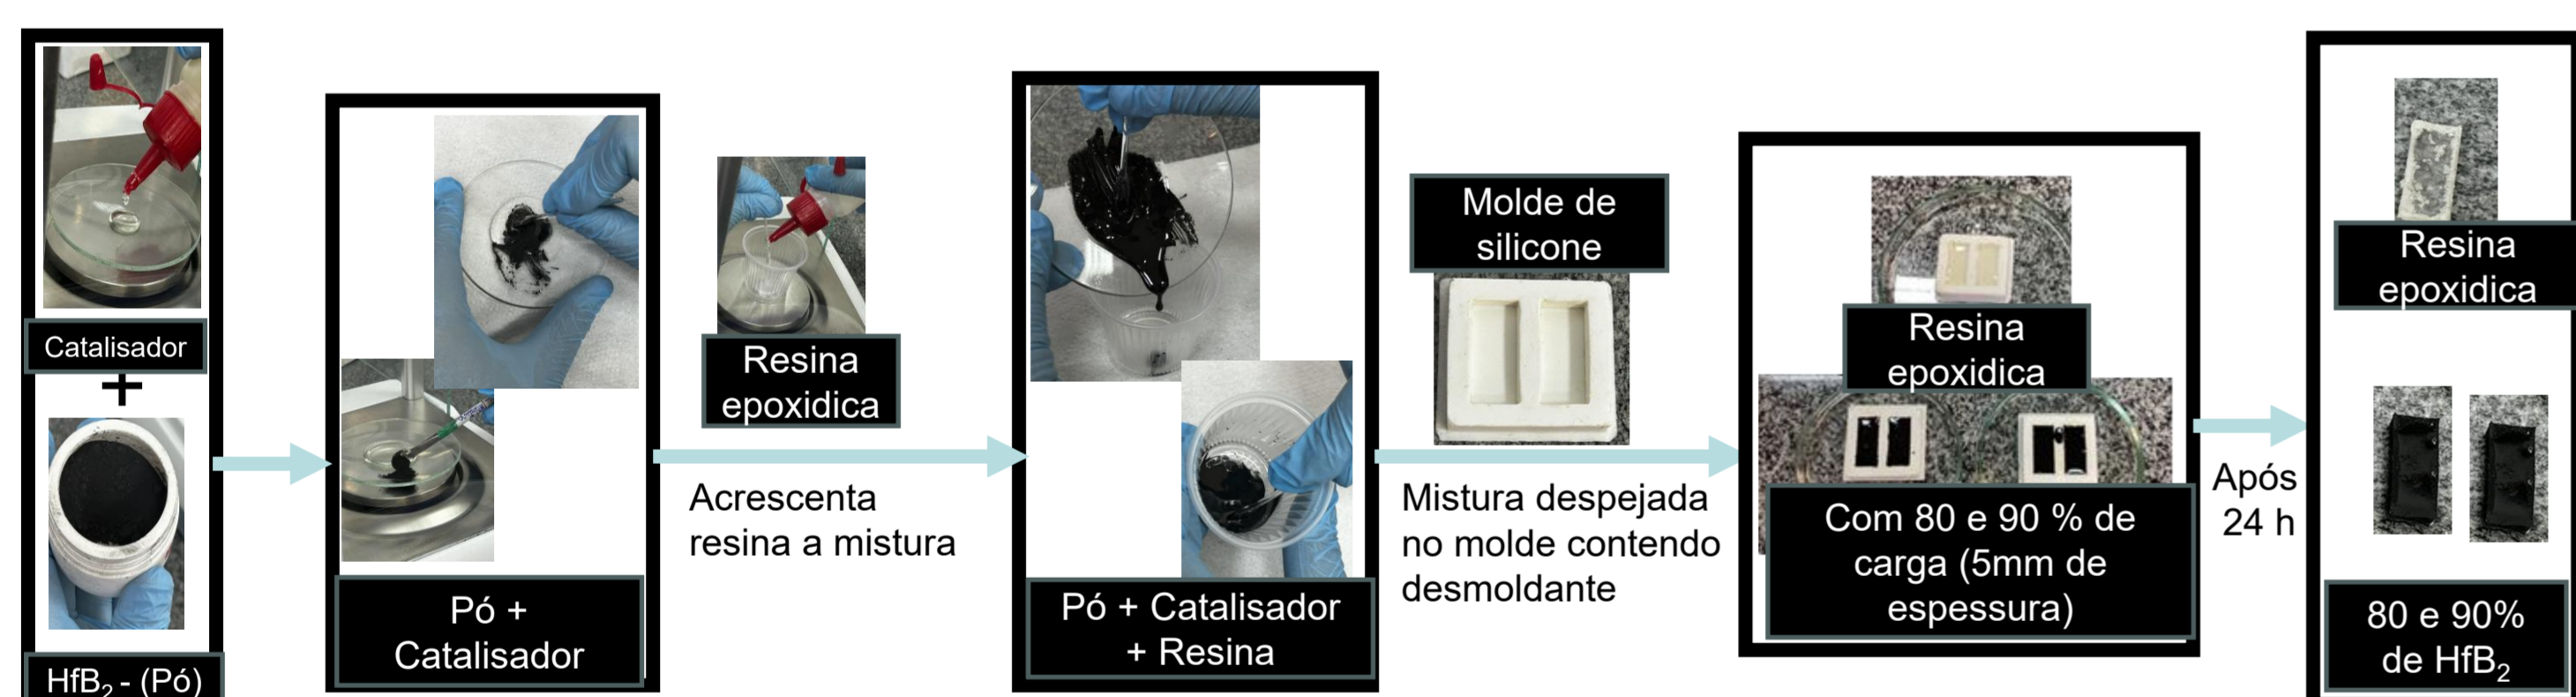 Catalisador
+
HfB₂ - (Pó)
Pó +
Catalisador
Resina
epoxidica
Acrescenta
resina a mistura
Pó + Catalisador
+ Resina
Molde de
silicone
Mistura despejada
no molde contendo
desmoldante
Resina
epoxidica
Com 80 e 90 % de
carga (5mm de
espessura)
Após
24 h
Resina
epoxidica
80 e 90%
de HfB₂